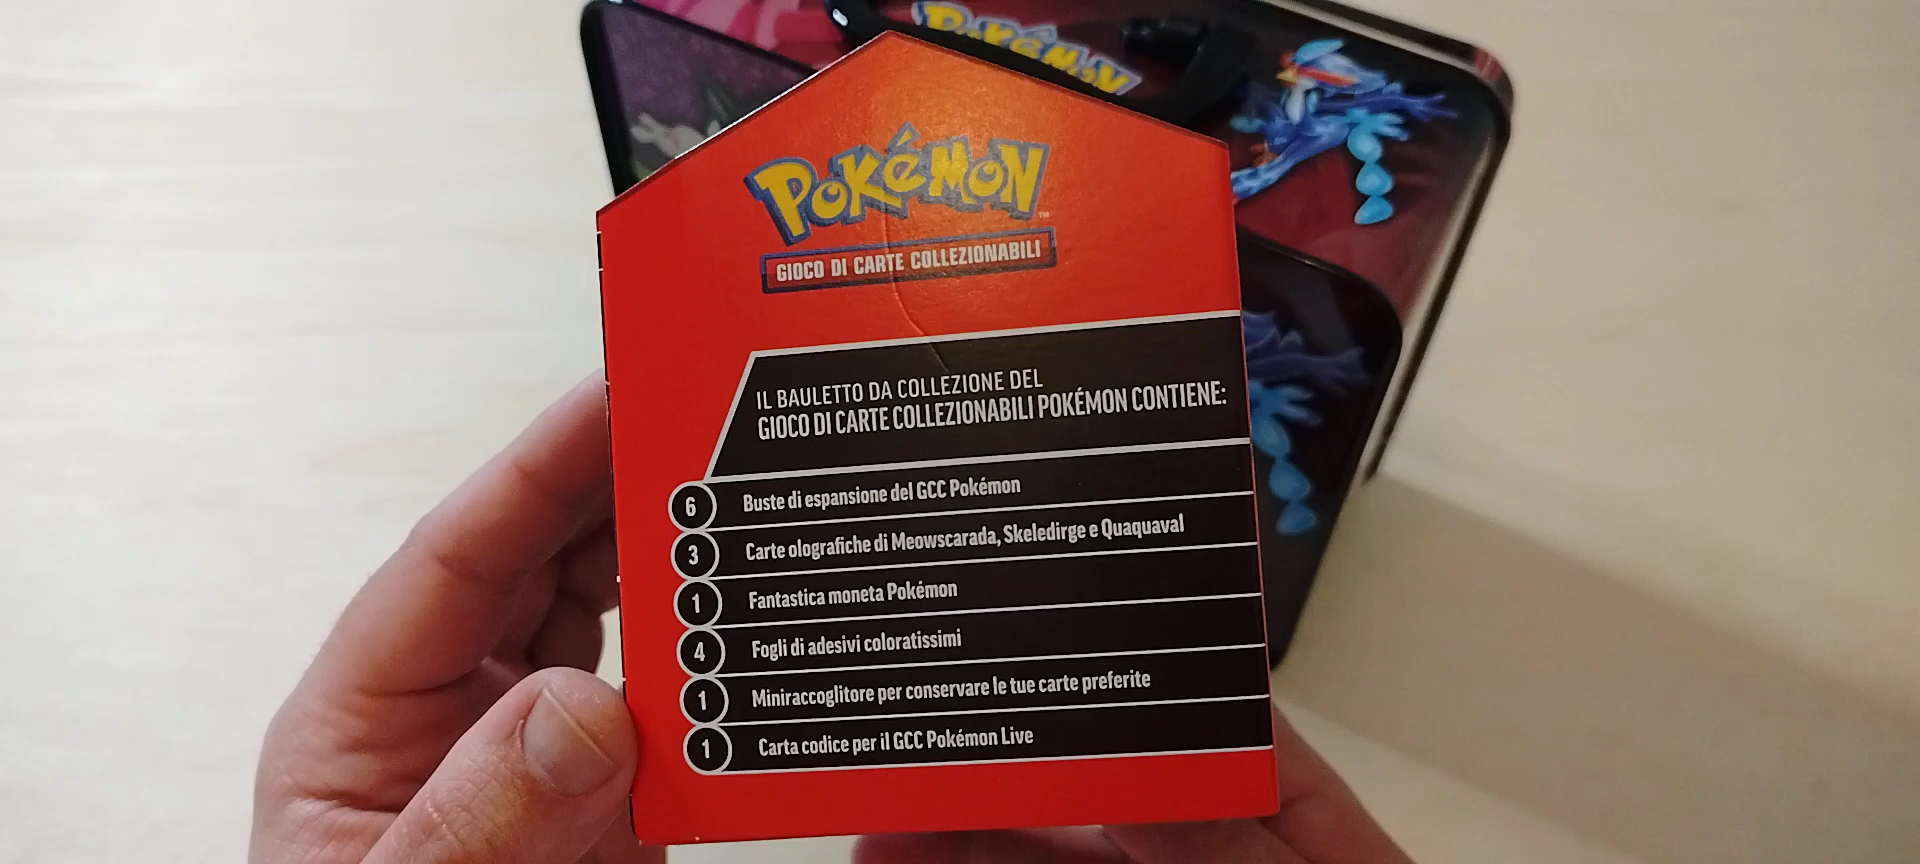 Pokémon
Pokémon
TM
GIOCO DI CARTE COLLEZIONABILI
IL BAULETTO DA COLLEZIONE DEL
GIOCO DI CARTE COLLEZIONABILI POKÉMON CONTIENE:
6 Buste di espansione del GCC Pokémon
3 Carte olografiche di Meowscarada, Skeledirge e Quaquaval
1 Fantastica moneta Pokémon
4 Fogli di adesivi coloratissimi
1 Miniraccoglitore per conservare le tue carte preferite
1 Carta codice per il GCC Pokémon Live